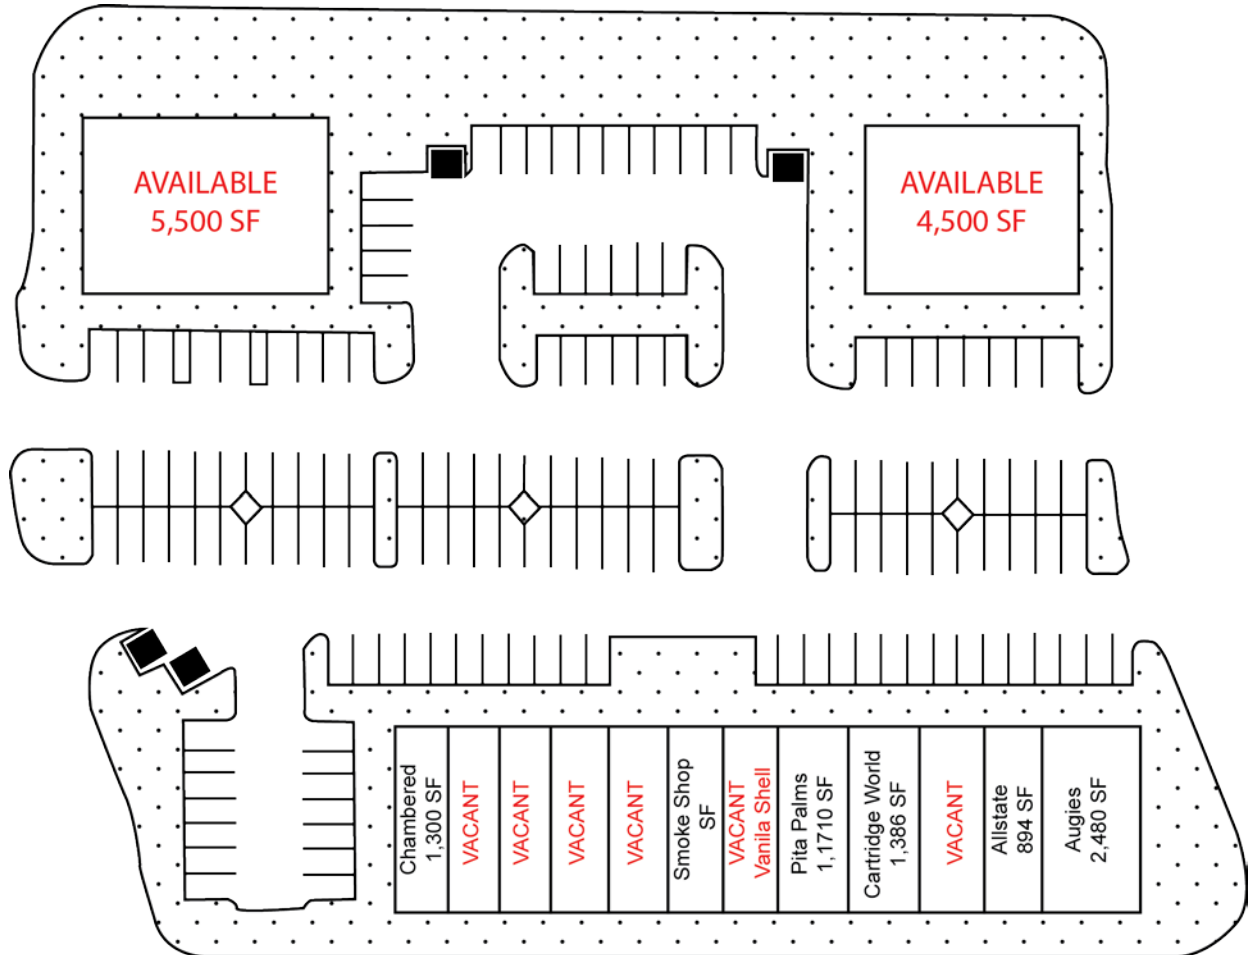 AVAILABLE
5,500 SF
AVAILABLE
4,500 SF
Chambered
1,300 SF
VACANT
VACANT
VACANT
VACANT
Smoke Shop
SF
VACANT
Vanila Shell
Pita Palms
1,1710 SF
Cartridge World
1,386 SF
VACANT
Allstate
894 SF
Augies
2,480 SF